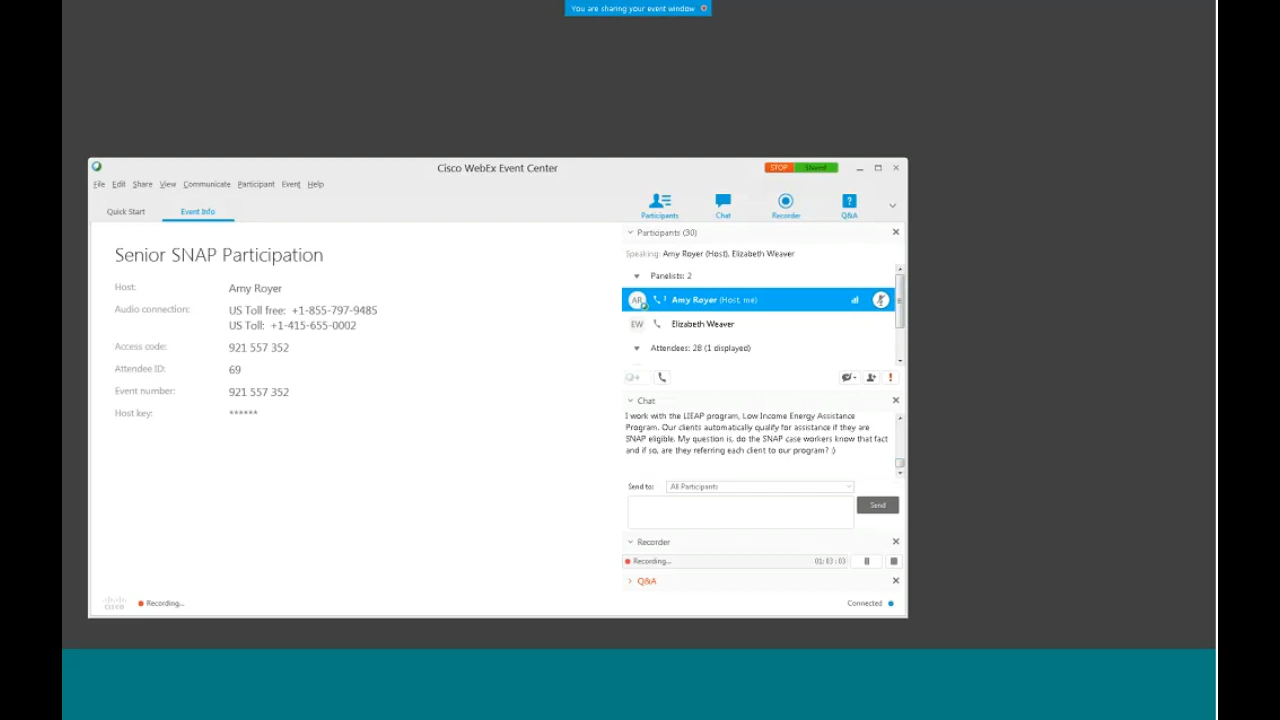 You are sharing your event window
Cisco WebEx Event Center
STOP
Shared
File Edit Share View Communicate Participant Event Help
Quick Start
Event Info
Participants
Chat
Recorder
Q&A
Senior SNAP Participation
Host: Amy Royer
Audio connection: US Toll free: +1-855-797-9485
US Toll: +1-415-655-0002
Access code: 921 557 352
Attendee ID: 69
Event number: 921 557 352
Host key: ******
Participants (30)
Speaking: Amy Royer (Host), Elizabeth Weaver
Panelists: 2
AR Amy Royer (Host, me)
EW Elizabeth Weaver
Attendees: 28 (1 displayed)
Chat
I work with the LIEAP program, Low Income Energy Assistance
Program. Our clients automatically qualify for assistance if they are
SNAP eligible. My question is, do the SNAP case workers know that fact
and if so, are they referring each client to our program? :)
Send to: All Participants
Send
Recorder
Recording... 01:03:03
Q&A
cisco
Recording...
Connected